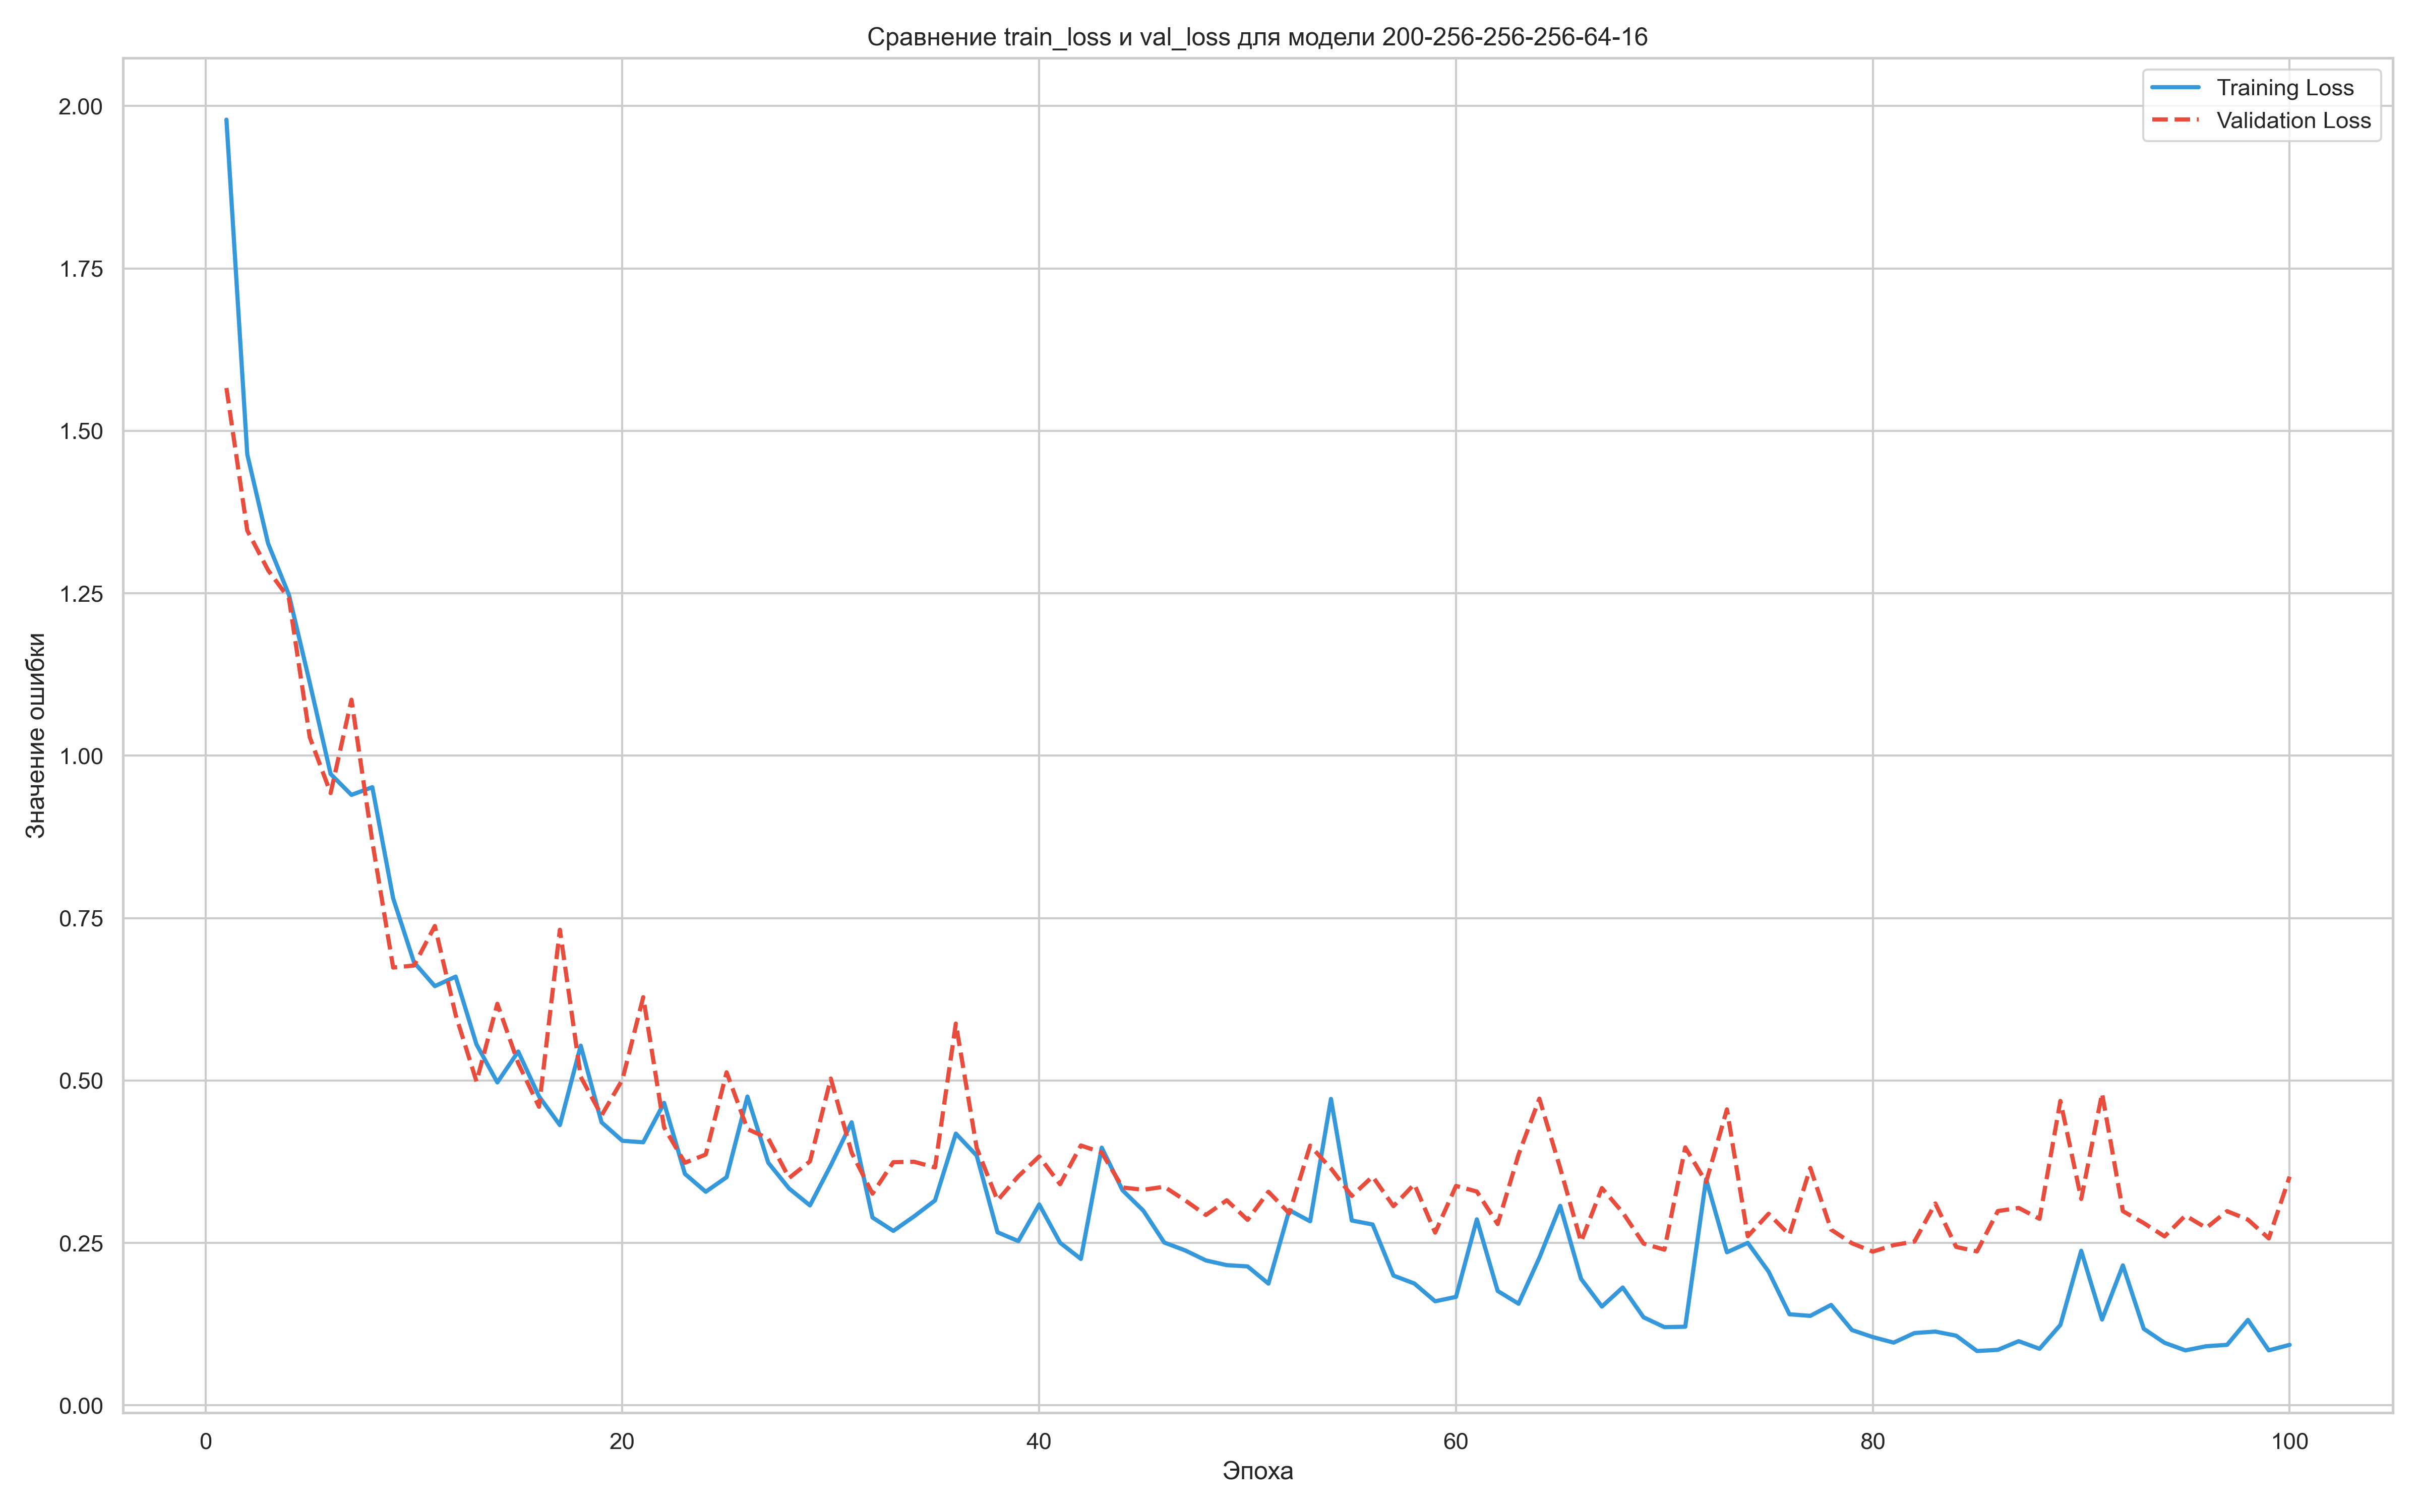 Сравнение train_loss и val_loss для модели 200-256-256-256-64-16
Training Loss
Validation Loss
2.00
1.75
1.50
1.25
1.00
0.75
0.50
0.25
0.00
Значение ошибки
0 20 40 60 80 100
Эпоха